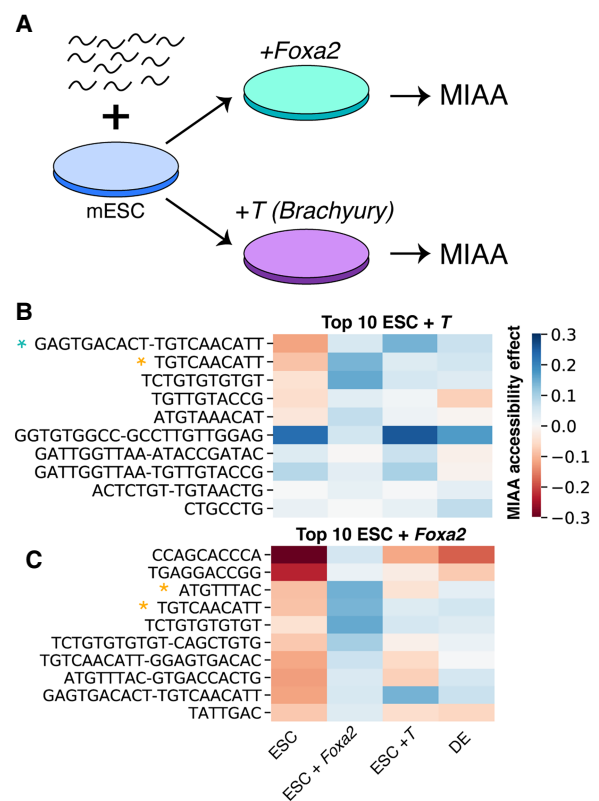 A
+Foxa2
MIAA
+
mESC
+T (Brachyury)
MIAA
B
Top 10 ESC + T
* GAGTGACACT-TGTCAACATT
* TGTCAACATT
TCTGTGTGTGT
TGTTGTACCG
ATGTAAACAT
GGTGTGGCC-GCCTTGTTGGAG
GATTGGTTAA-ATACCGATAC
GATTGGTTAA-TGTTGTACCG
ACTCTGT-TGTAACTG
CTGCCTG
0.3
0.2
0.1
0.0
−0.1
−0.2
−0.3
MIAA accessibility effect
C
Top 10 ESC + Foxa2
CCAGCACCCA
TGAGGACCGG
* ATGTTTAC
* TGTCAACATT
TCTGTGTGTGT
TCTGTGTGTGT-CAGCTGTG
TGTCAACATT-GGAGTGACAC
ATGTTTAC-GTGACCACTG
GAGTGACACT-TGTCAACATT
TATTGAC
ESC
ESC + Foxa2
ESC +T
DE